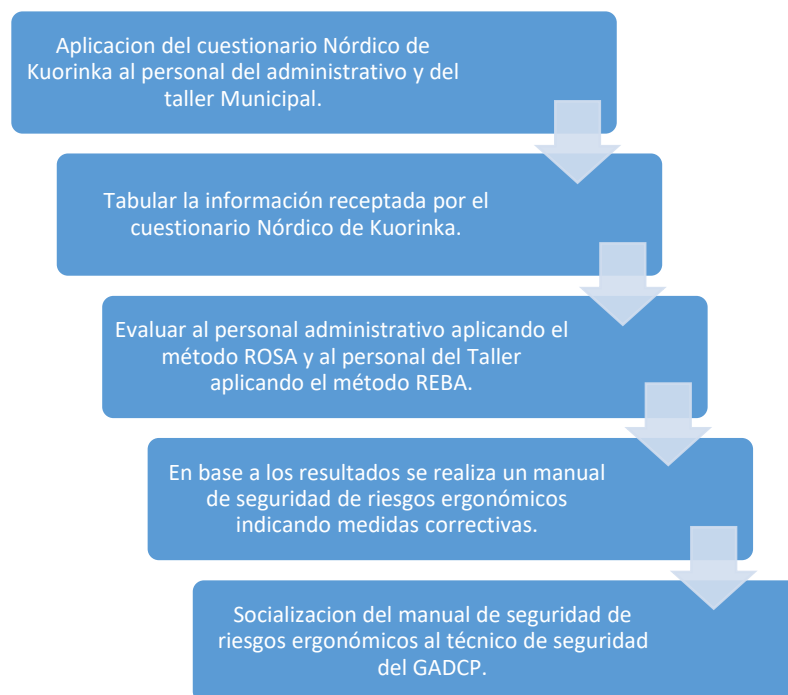 Aplicacion del cuestionario Nórdico de
Kuorinka al personal del administrativo y del
taller Municipal.
Tabular la información receptada por el
cuestionario Nórdico de Kuorinka.
Evaluar al personal administrativo aplicando el
método ROSA y al personal del Taller
aplicando el método REBA.
En base a los resultados se realiza un manual
de seguridad de riesgos ergonómicos
indicando medidas correctivas.
Socializacion del manual de seguridad de
riesgos ergonómicos al técnico de seguridad
del GADCP.